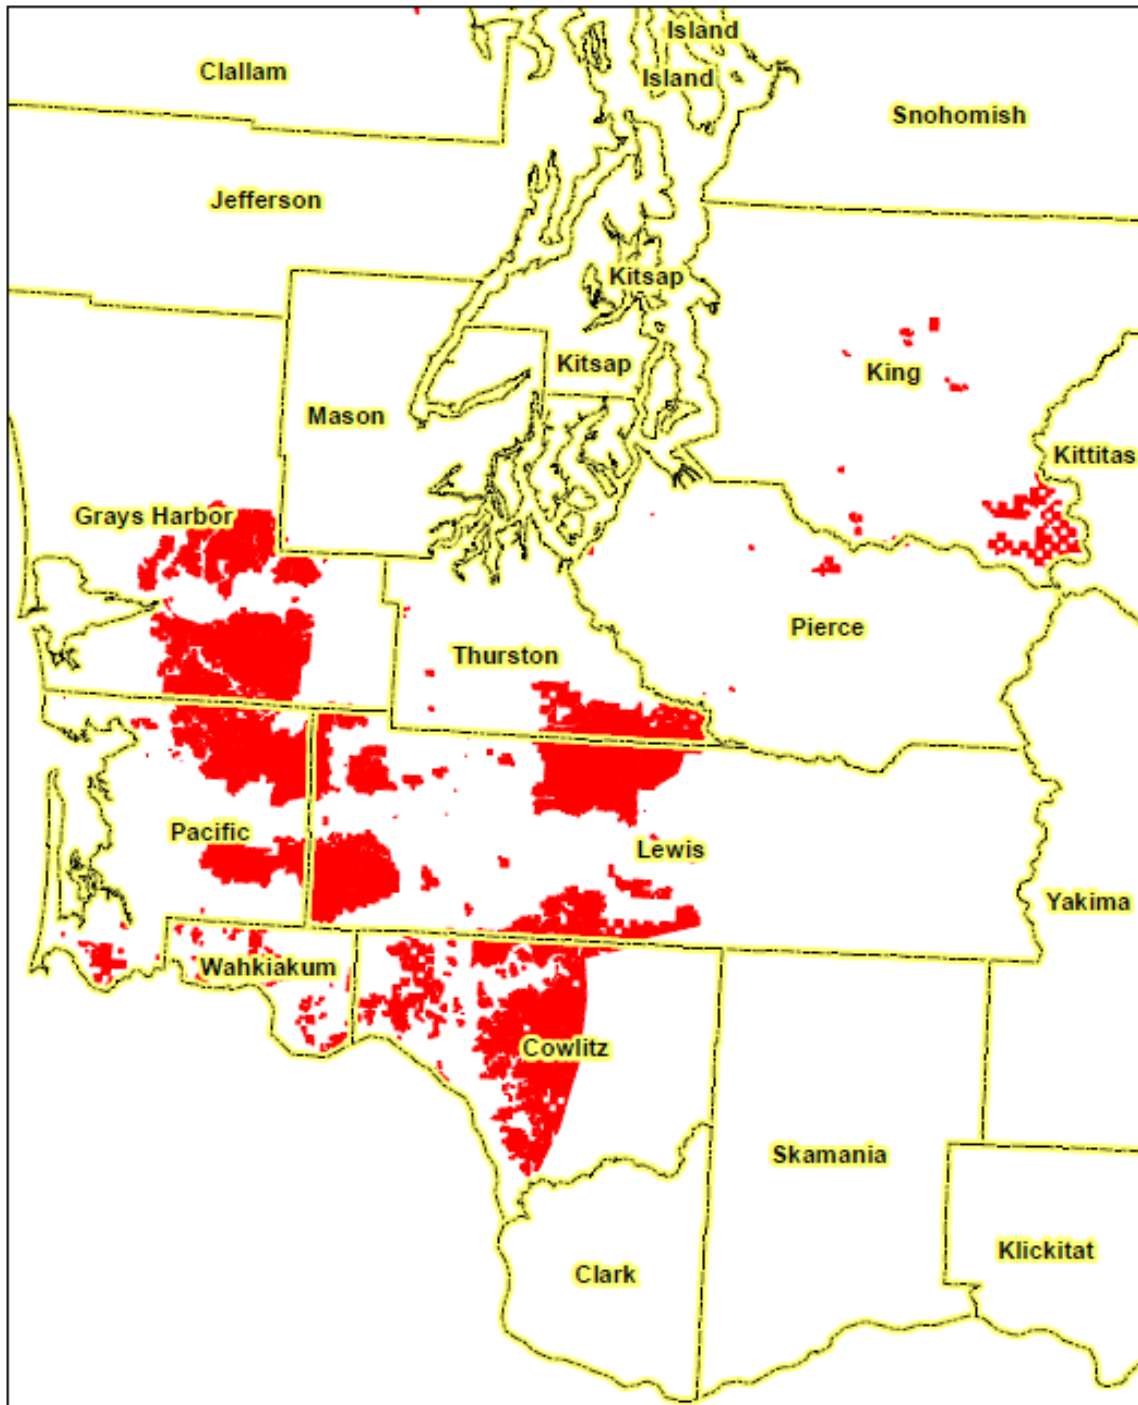 Island
Clallam
Island
Snohomish
Jefferson
Kitsap
Kitsap
King
Mason
Kittitas
Grays Harbor
Pierce
Thurston
Pacific
Lewis
Yakima
Wahkiakum
Cowlitz
Skamania
Klickitat
Clark